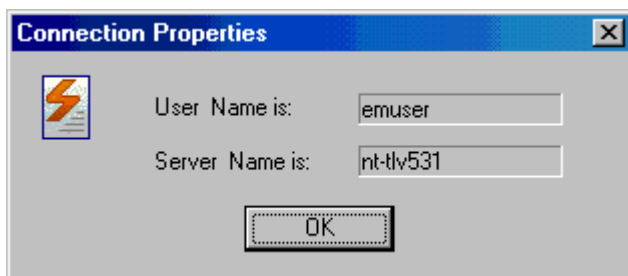 Connection Properties
User Name is: emuser
Server Name is: nt-tlv531
OK